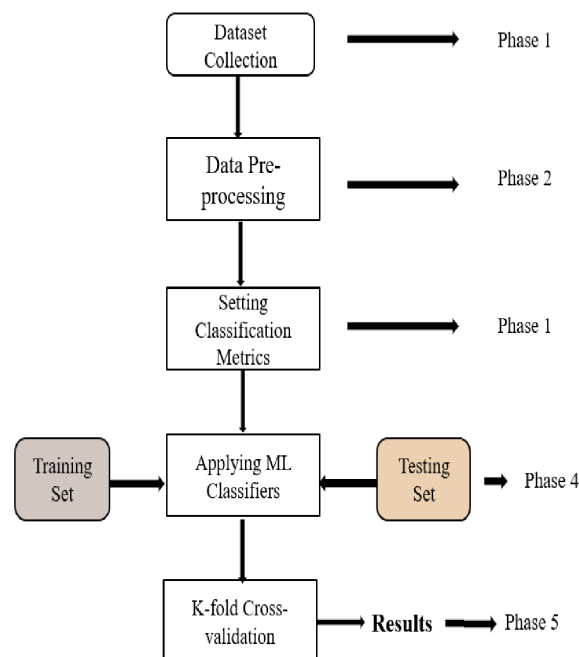 Dataset
Collection
Phase 1
Data Pre-
processing
Phase 2
Setting
Classification
Metrics
Phase 1
Training
Set
Applying ML
Classifiers
Testing
Set
Phase 4
K-fold Cross-
validation
Results
Phase 5